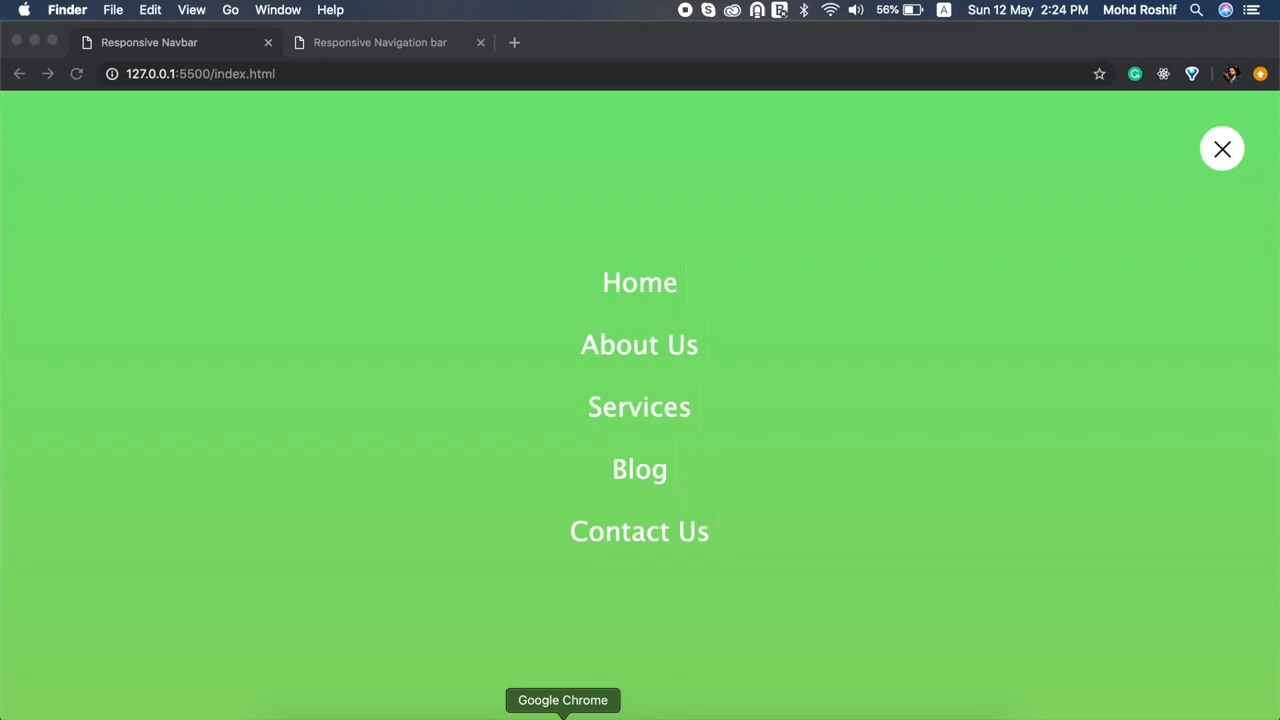 Finder File Edit View Go Window Help 56% A Sun 12 May 2:24 PM Mohd Roshif
Responsive Navbar Responsive Navigation bar
127.0.0.1:5500/index.html
Home
About Us
Services
Blog
Contact Us
Google Chrome